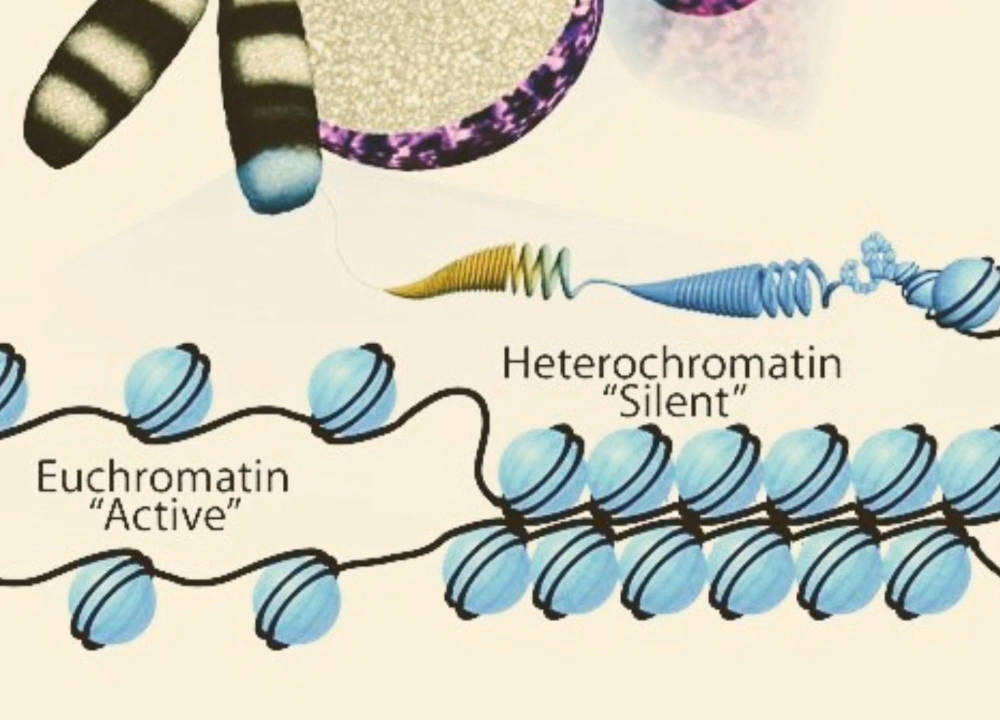 Heterochromatin
“Silent”
Euchromatin
“Active”